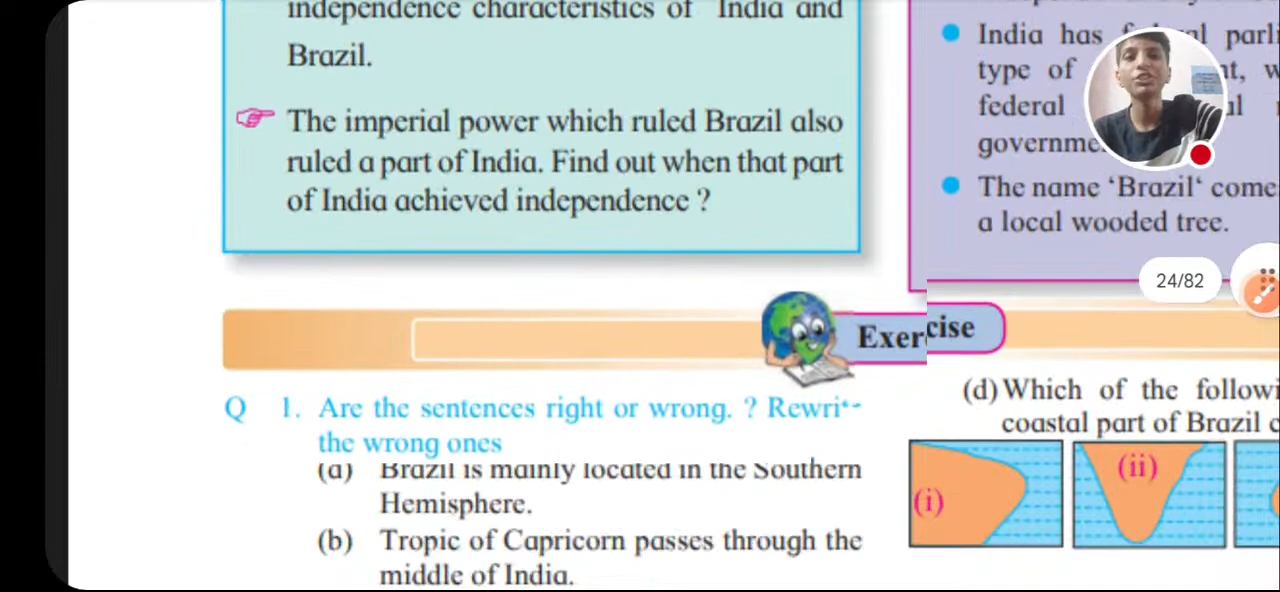 independence characteristics of India and
Brazil.
The imperial power which ruled Brazil also
ruled a part of India. Find out when that part
of India achieved independence ?
India has parli
type of nt, w
federal
governme
The name ‘Brazil‘ come
a local wooded tree.
24/82
Exercise
Q 1. Are the sentences right or wrong. ? Rewri
the wrong ones
(a) Brazil is mainly located in the Southern
Hemisphere.
(b) Tropic of Capricorn passes through the
middle of India.
(d) Which of the followi
coastal part of Brazil c
(i)
(ii)